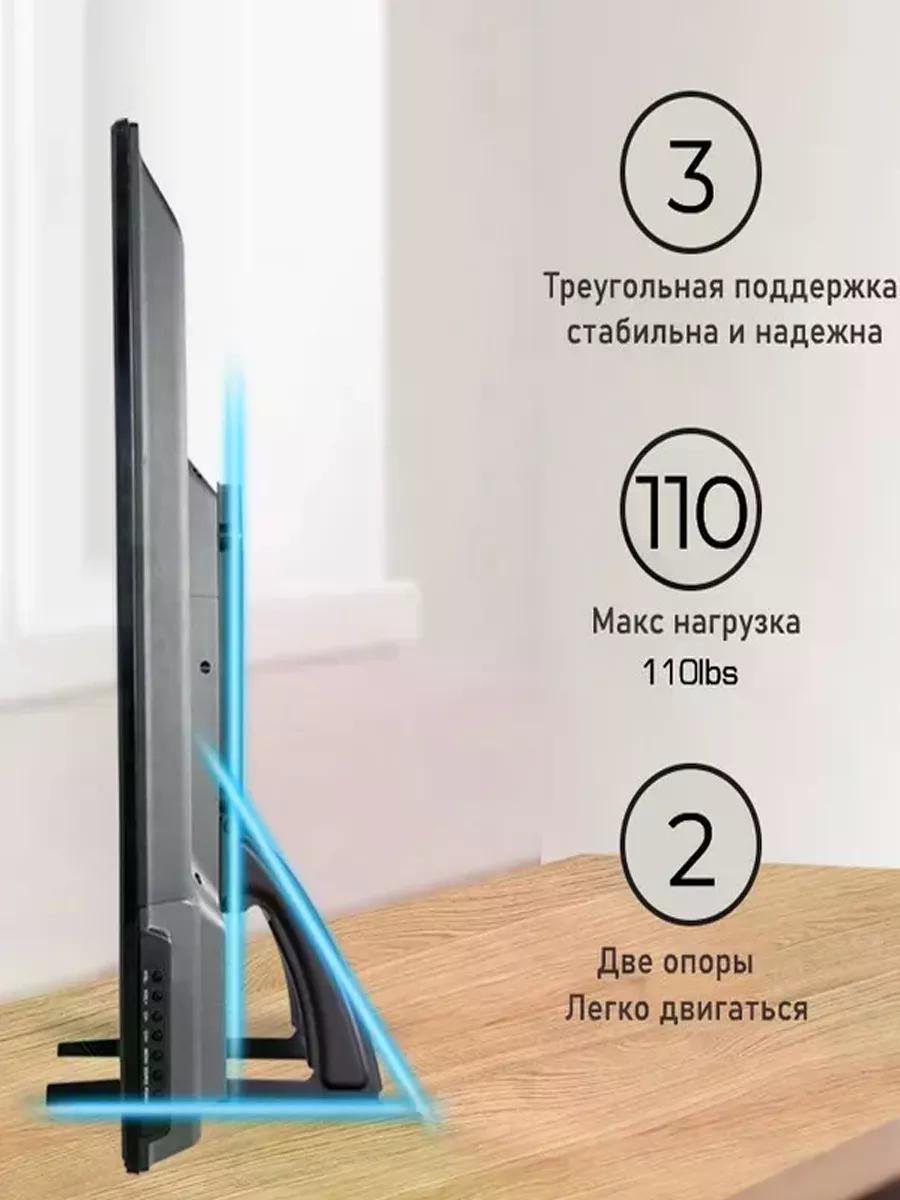 3
Треугольная поддержка
стабильна и надежна
110
Макс нагрузка
110lbs
2
Две опоры
Легко двигаться